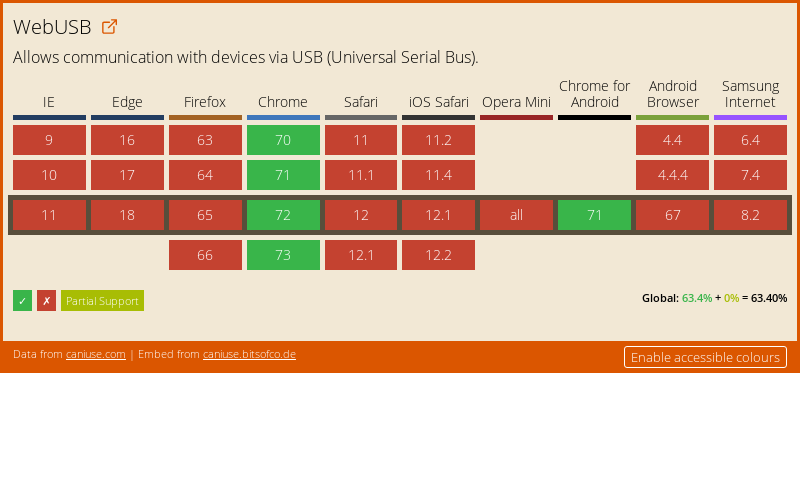 WebUSB
Allows communication with devices via USB (Universal Serial Bus).
IE Edge Firefox Chrome Safari iOS Safari Opera Mini Chrome for Android Android Browser Samsung Internet
9 16 63 70 11 11.2 4.4 6.4
10 17 64 71 11.1 11.4 4.4.4 7.4
11 18 65 72 12 12.1 all 71 67 8.2
66 73 12.1 12.2
✓ ✗ Partial Support
Global: 63.4% + 0% = 63.40%
Data from caniuse.com | Embed from caniuse.bitsofco.de
Enable accessible colours